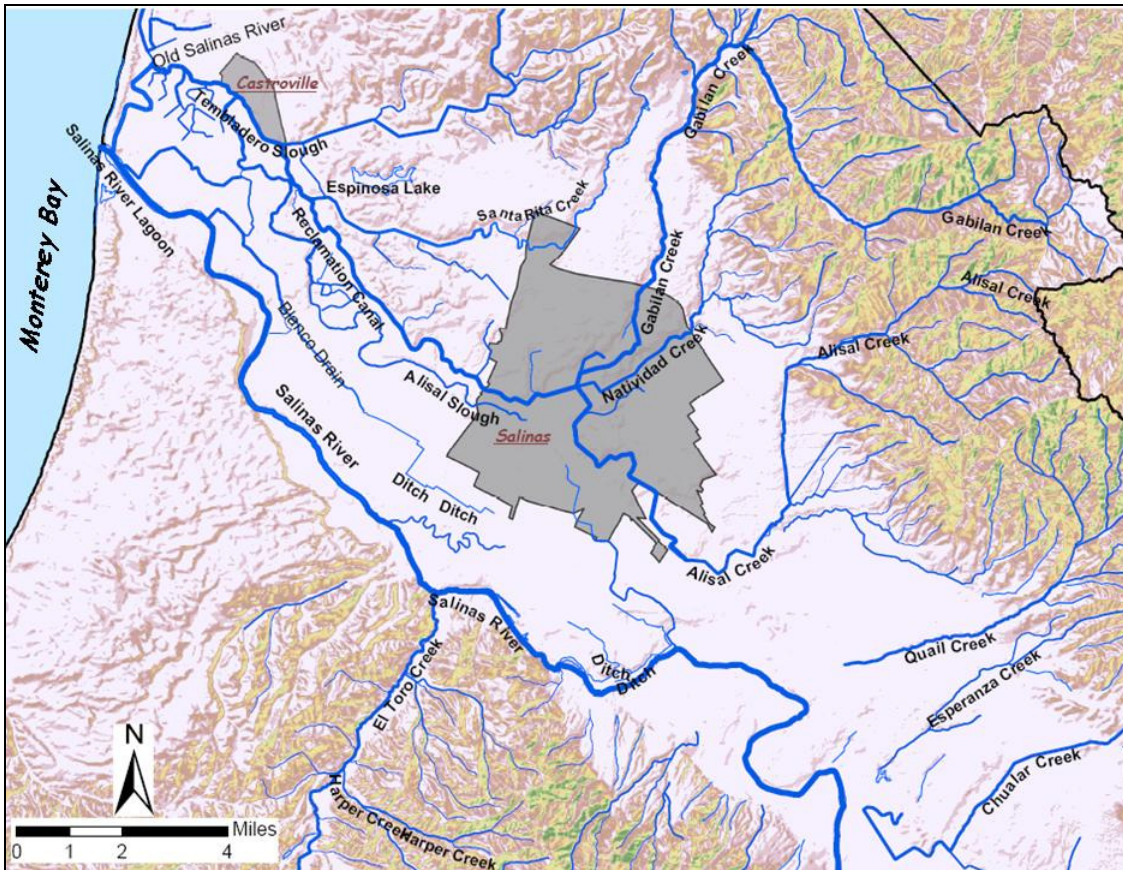 Old Salinas River
Castroville
Tembladero Slough
Salinas River Lagoon
Monterey Bay
Espinosa Lake
Santa Rita Creek
Gabilan Creek
Gabilan Creek
Gabilan Creek
Reclamation Canal
Blanco Drain
Alisal Creek
Alisal Creek
Natividad Creek
Alisal Slough
Salinas
Salinas River
Ditch
Ditch
Alisal Creek
Salinas River
Ditch
Ditch
Quail Creek
Esperanza Creek
El Toro Creek
Chualar Creek
Harper Creek
Harper Creek
N
Miles
0 1 2 4